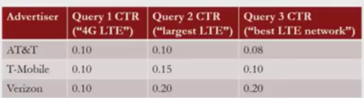 Advertiser Query 1 CTR Query 2 CTR Query 3 CTR
("4G LTE") ("largest LTE") ("best LTE network")
AT&T 0.10 0.10 0.08
T-Mobile 0.10 0.15 0.10
Verizon 0.10 0.20 0.20